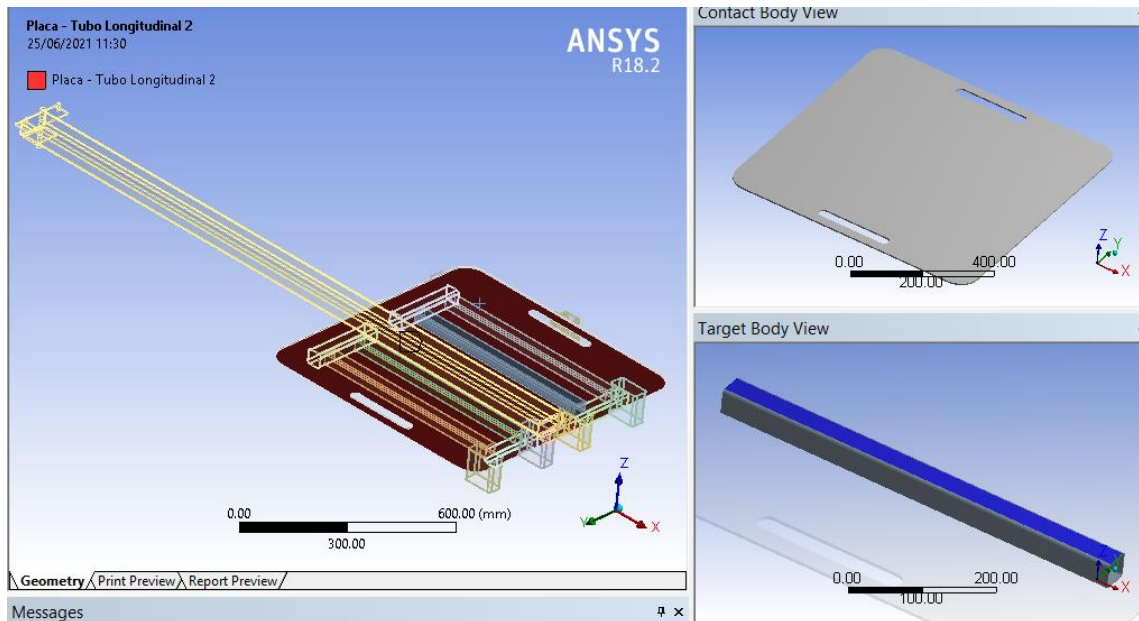 Placa - Tubo Longitudinal 2
25/06/2021 11:30
Placa - Tubo Longitudinal 2
ANSYS
R18.2
Z
Y
X
0.00
600.00 (mm)
300.00
Geometry
Print Preview
Report Preview
Messages
Contact Body View
Z
Y
X
0.00
400.00
200.00
Target Body View
Y
X
0.00
200.00
100.00